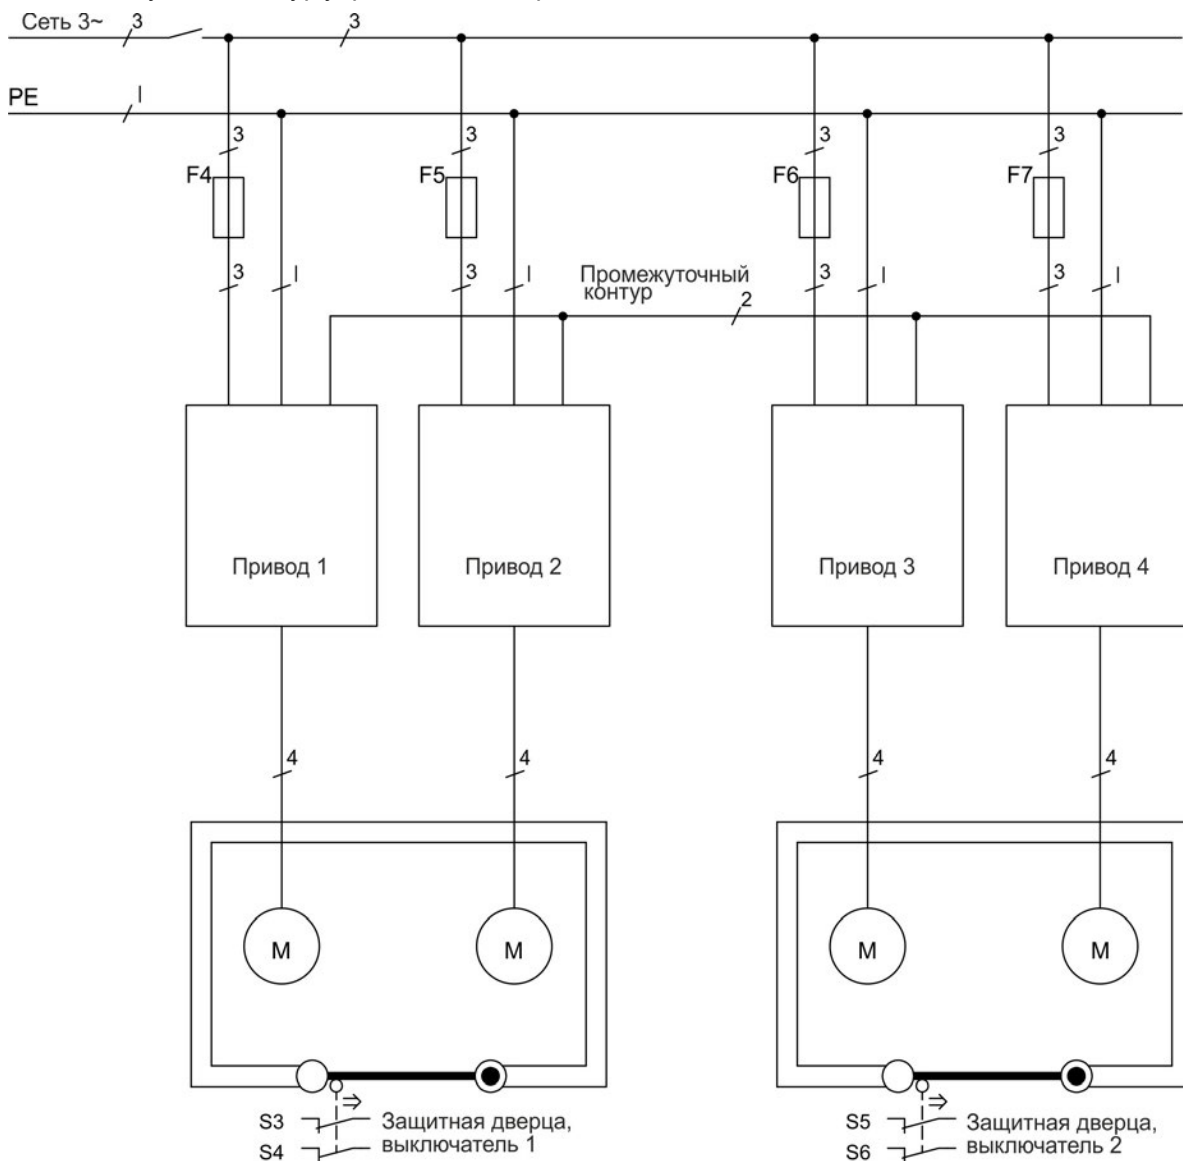 Сеть 3~
3
3
PE
l
3
3
3
3
F4
F5
F6
F7
3
l
3
l
Промежуточный
контур
2
3
l
3
l
Привод 1
Привод 2
Привод 3
Привод 4
4
4
4
4
M
M
M
M
S3
Защитная дверца,
S4
выключатель 1
S5
Защитная дверца,
S6
выключатель 2